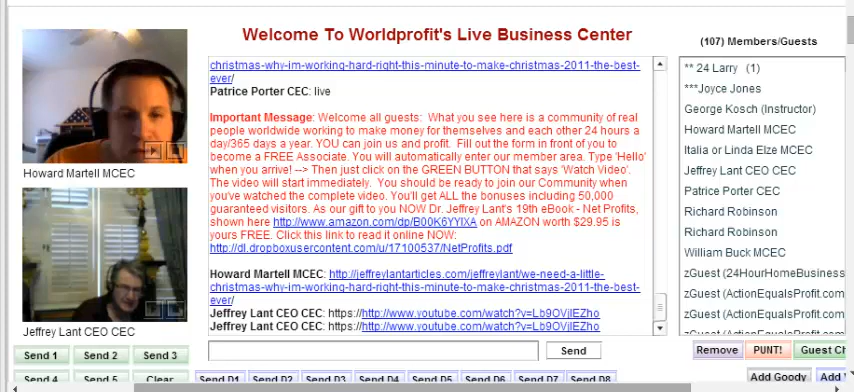 Welcome To Worldprofit's Live Business Center
(107) Members/Guests
Howard Martell MCEC
Jeffrey Lant CEO CEC
Send 1 Send 2 Send 3
Send 4 Send 5 Clear
christmas-why-im-working-hard-right-this-minute-to-make-christmas-2011-the-best-
ever/
Patrice Porter CEC: live
Important Message: Welcome all guests: What you see here is a community of real
people worldwide working to make money for themselves and each other 24 hours a
day/365 days a year. YOU can join us and profit. Fill out the form in front of you to
become a FREE Associate. You will automatically enter our member area. Type 'Hello'
when you arrive! --> Then just click on the GREEN BUTTON that says 'Watch Video'.
The video will start immediately. You should be ready to join our Community when
you've watched the complete video. You'll get ALL the bonuses including 50,000
guaranteed visitors. As our gift to you NOW Dr. Jeffrey Lant's 19th eBook - Net Profits,
shown here http://www.amazon.com/dp/B00K6YYIXA on AMAZON worth $29.95 is
yours FREE. Click this link to read it online NOW:
http://dl.dropboxusercontent.com/u/17100537/NetProfits.pdf
Howard Martell MCEC: http://jeffreylantarticles.com/jeffreylant/we-need-a-little-
christmas-why-im-working-hard-right-this-minute-to-make-christmas-2011-the-best-
ever/
Jeffrey Lant CEO CEC: https://http://www.youtube.com/watch?v=Lb9OVjIEZho
Jeffrey Lant CEO CEC: https://http://www.youtube.com/watch?v=Lb9OVjIEZho
Send
Send D1 Send D2 Send D3 Send D4 Send D5 Send D6 Send D7 Send D8
** 24 Larry (1)
***Joyce Jones
George Kosch (Instructor)
Howard Martell MCEC
Italia or Linda Elze MCEC
Jeffrey Lant CEO CEC
Patrice Porter CEC
Richard Robinson
Richard Robinson
William Buck MCEC
zGuest (24HourHomeBusiness
zGuest (ActionEqualsProfit.com
zGuest (ActionEqualsProfit.com
zGuest (ActionEqualsProfit.com
Remove PUNT! Guest Ch
Add Goody Add